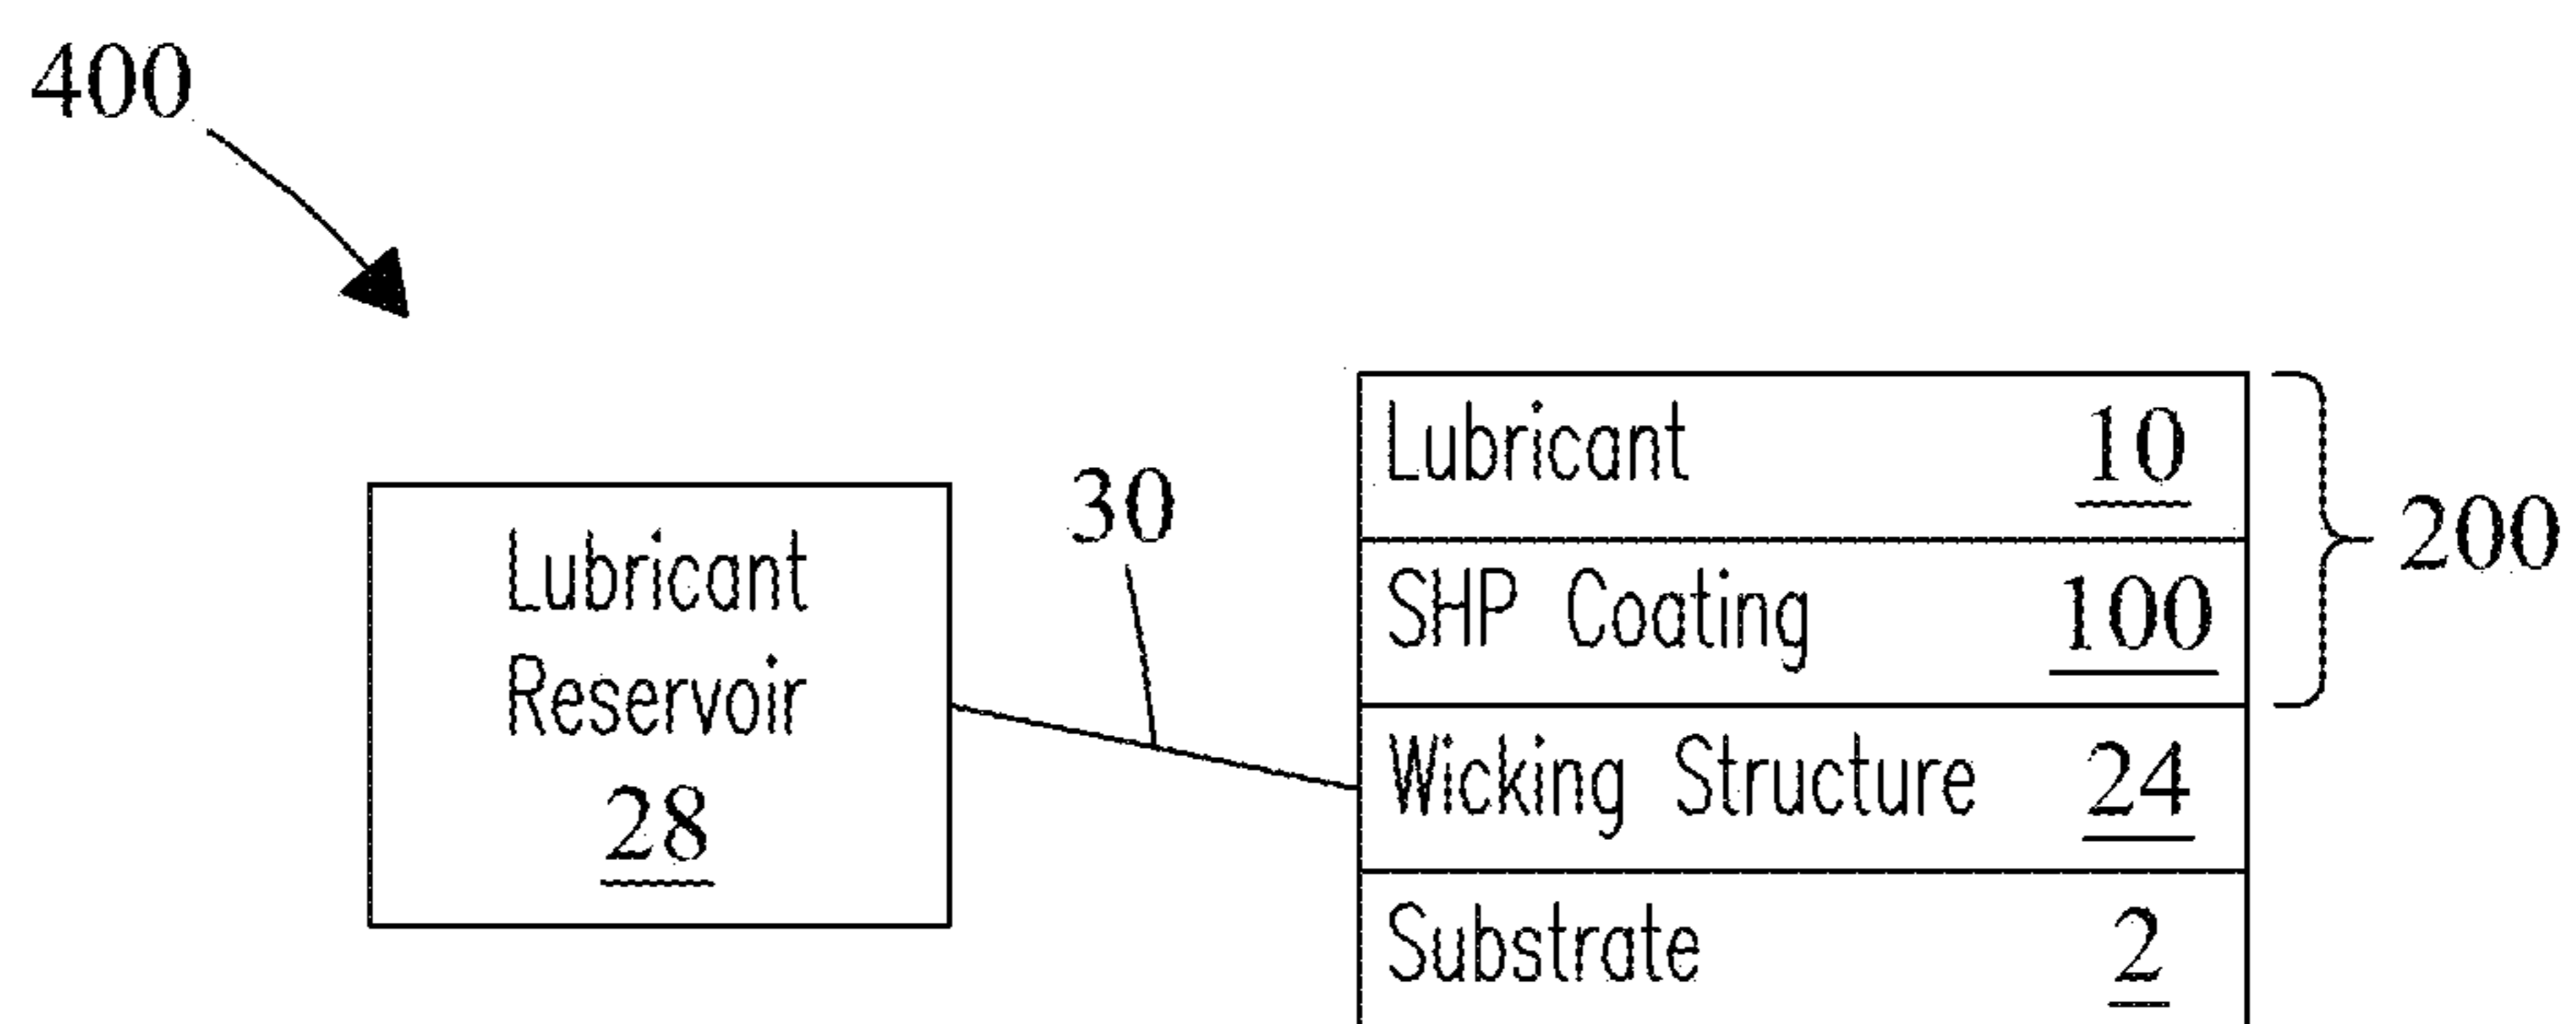 400
Lubricant
Reservoir
28
30
Lubricant 10
SHP Coating 100
Wicking Structure 24
Substrate 2
200